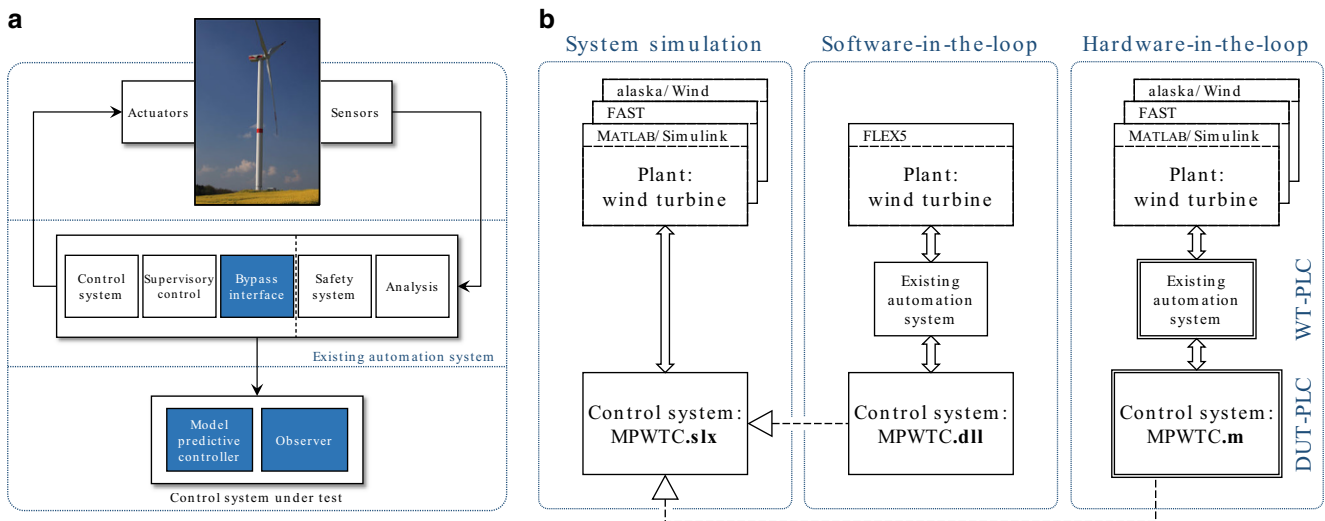 a
Actuators
Sensors
Control
system
Supervisory
control
Bypass
interface
Safety
system
Analysis
Existing automation system
Model
predictive
controller
Observer
Control system under test
b
System simulation
alaska/Wind
FAST
MATLAB/Simulink
Plant:
wind turbine
Control system:
MPWTC.slx
Software-in-the-loop
FLEX5
Plant:
wind turbine
Existing
automation
system
Control system:
MPWTC.dll
Hardware-in-the-loop
alaska/Wind
FAST
MATLAB/Simulink
Plant:
wind turbine
Existing
automation
system
WT-PLC
Control system:
MPWTC.m
DUT-PLC